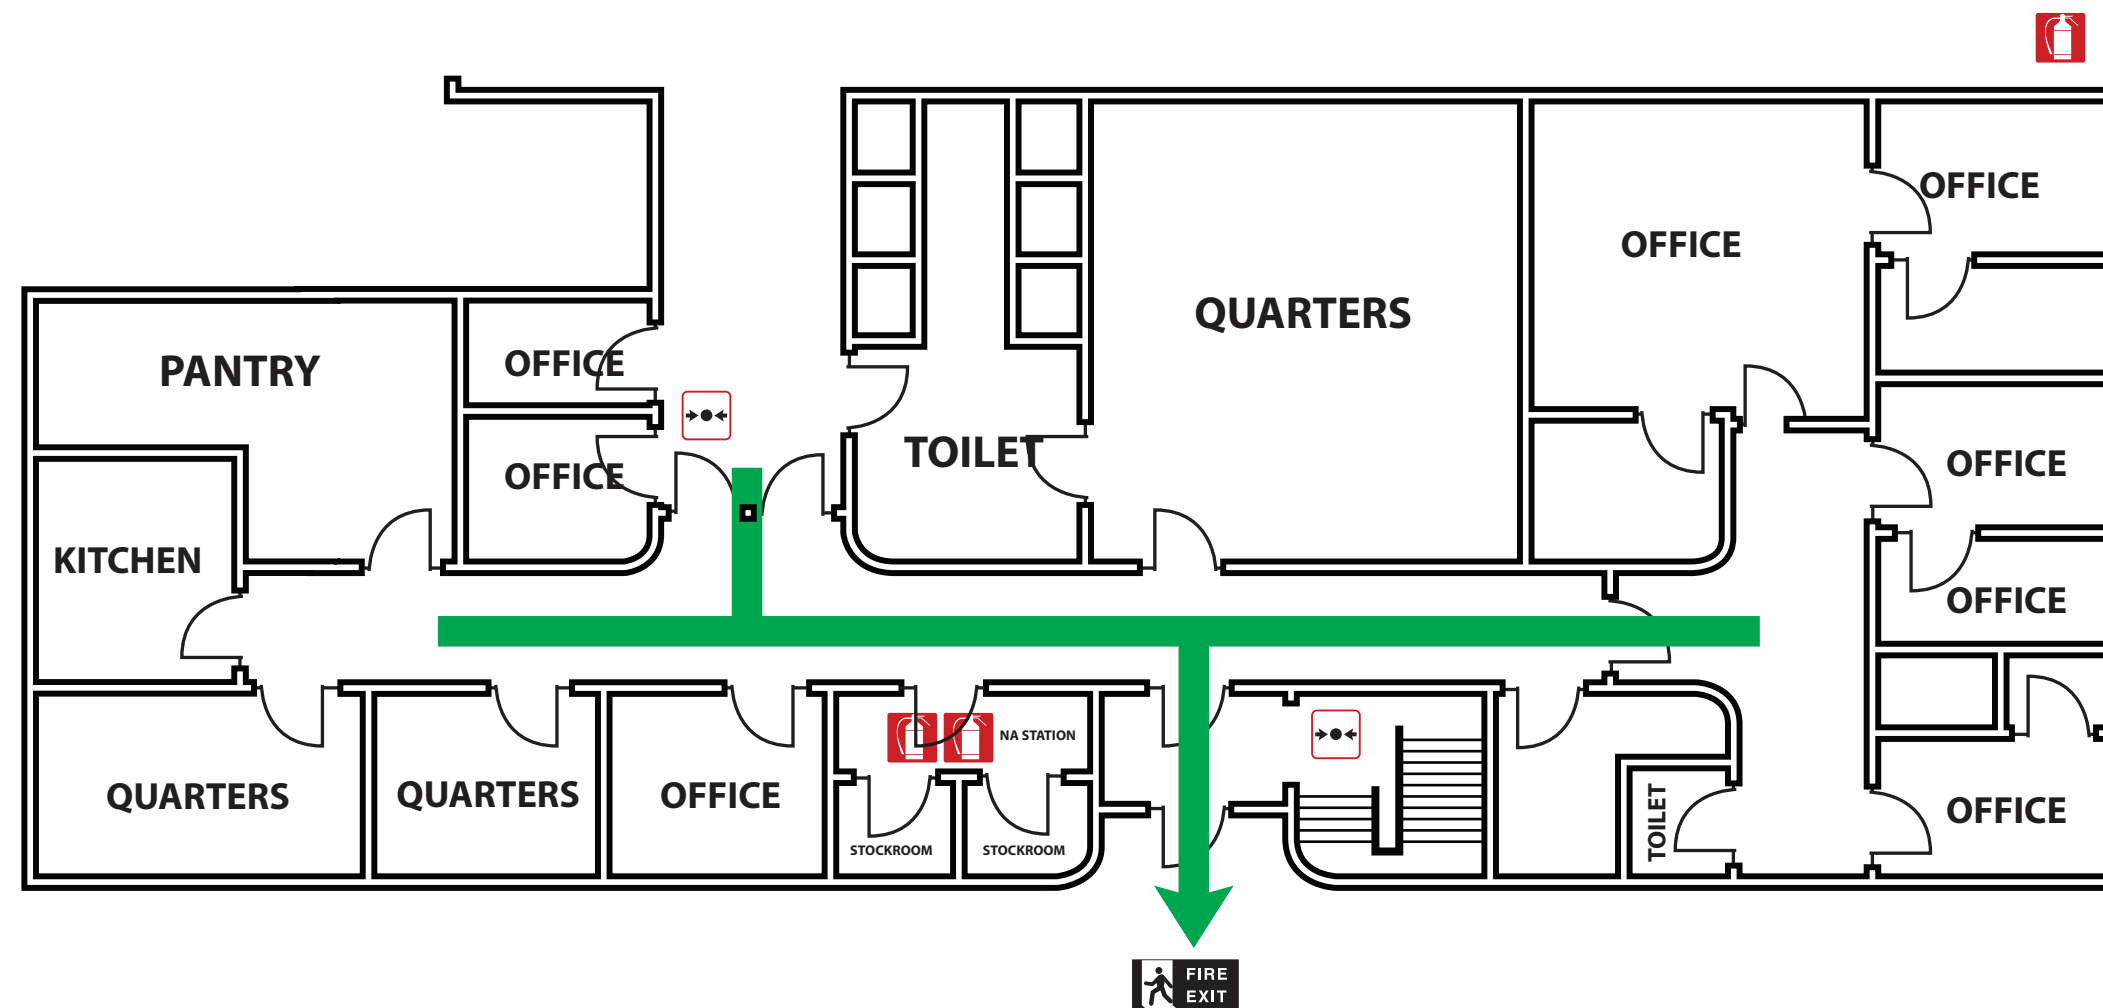 OFFICE
OFFICE
QUARTERS
PANTRY
OFFICE
TOILET
OFFICE
OFFICE
KITCHEN
OFFICE
NA STATION
QUARTERS
QUARTERS
OFFICE
STOCKROOM
STOCKROOM
TOILET
OFFICE
FIRE
EXIT